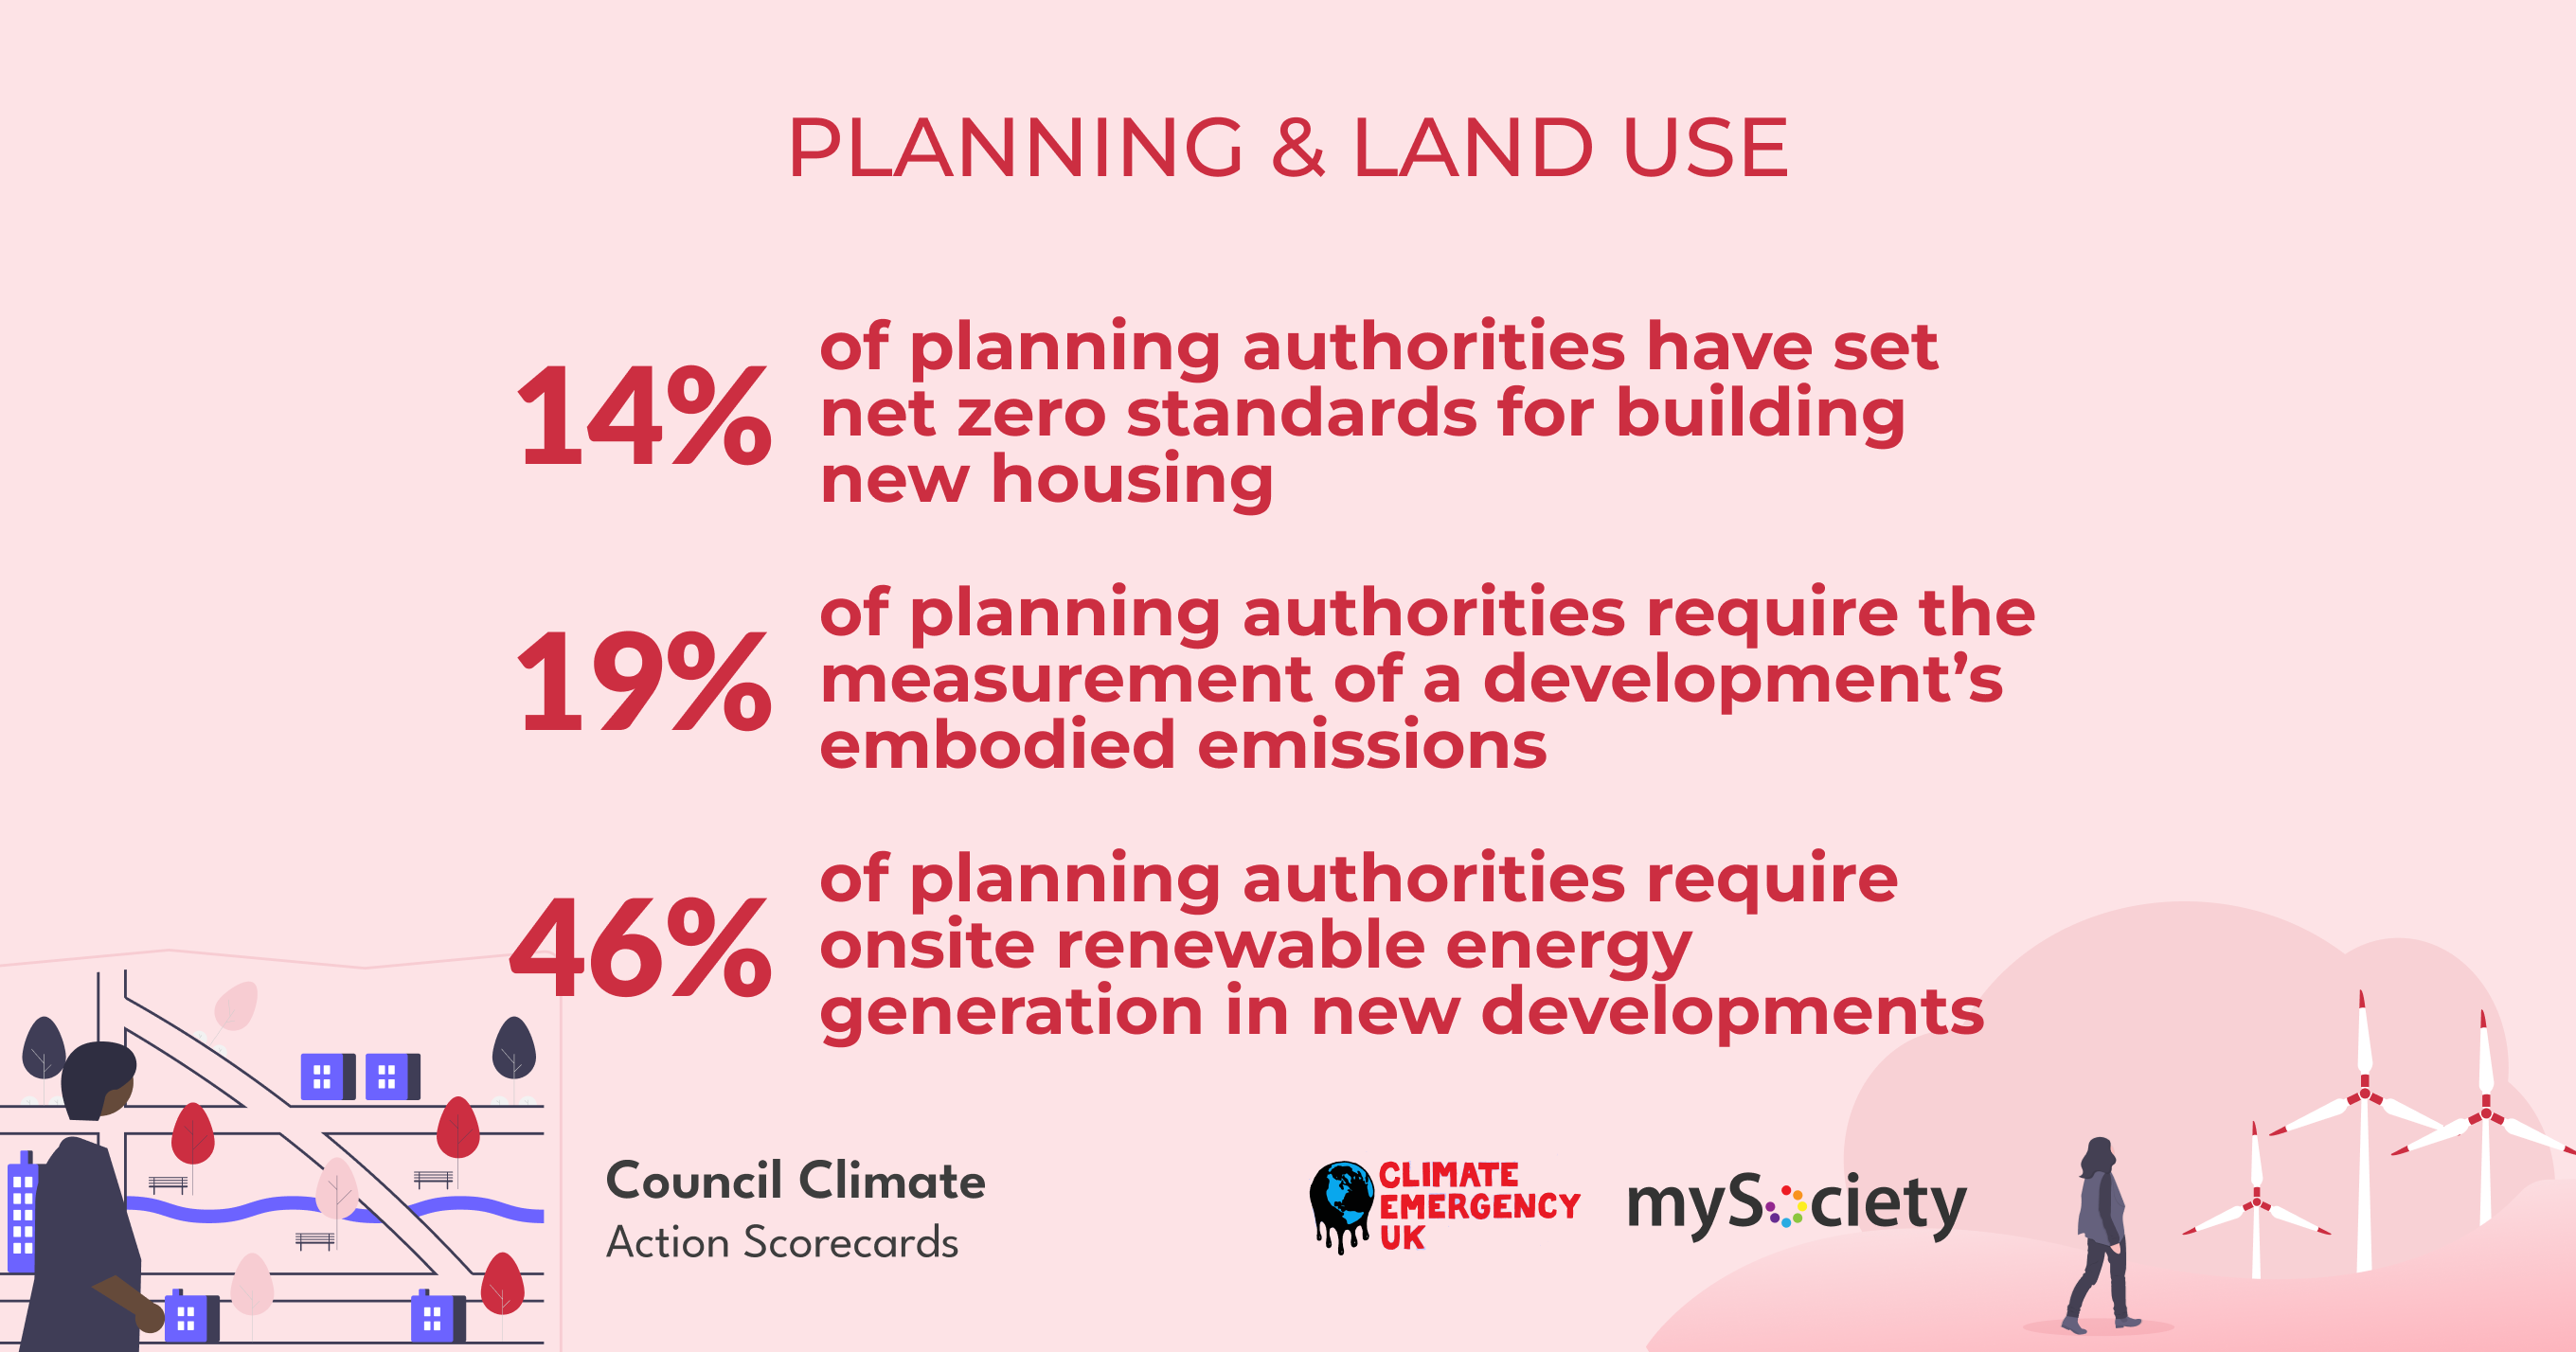 PLANNING & LAND USE
14%
of planning authorities have set
net zero standards for building
new housing
19%
of planning authorities require the
measurement of a development’s
embodied emissions
46%
of planning authorities require
onsite renewable energy
generation in new developments
Council Climate
Action Scorecards
CLIMATE
EMERGENCY
UK
mySociety